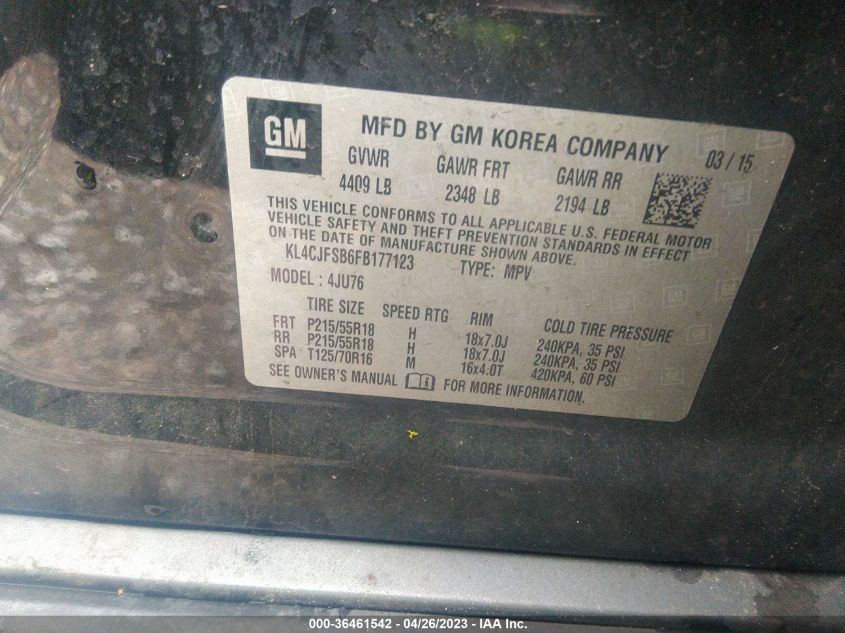 GM
MFD BY GM KOREA COMPANY 03 / 15
GVWR GAWR FRT GAWR RR
4409 LB 2348 LB 2194 LB
THIS VEHICLE CONFORMS TO ALL APPLICABLE U.S. FEDERAL MOTOR
VEHICLE SAFETY AND THEFT PREVENTION STANDARDS IN EFFECT
ON THE DATE OF MANUFACTURE SHOWN ABOVE.
KL4CJFSB6FB177123 TYPE: MPV
MODEL : 4JU76
TIRE SIZE SPEED RTG RIM COLD TIRE PRESSURE
FRT P215/55R18 H 18x7.0J 240KPA, 35 PSI
RR P215/55R18 H 18x7.0J 240KPA, 35 PSI
SPA T125/70R16 M 16x4.0T 420KPA, 60 PSI
SEE OWNER'S MANUAL FOR MORE INFORMATION.
000-36461542 - 04/26/2023 - IAA Inc.